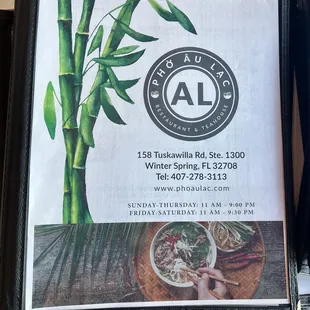 PHỞ ÂU LẠC
AL
RESTAURANT & TEAHOUSE
158 Tuskawilla Rd, Ste. 1300
Winter Spring, FL 32708
Tel: 407-278-3113
www.phoaulac.com
SUNDAY-THURSDAY: 11 AM - 9:00 PM
FRIDAY-SATURDAY: 11 AM - 9:30 PM